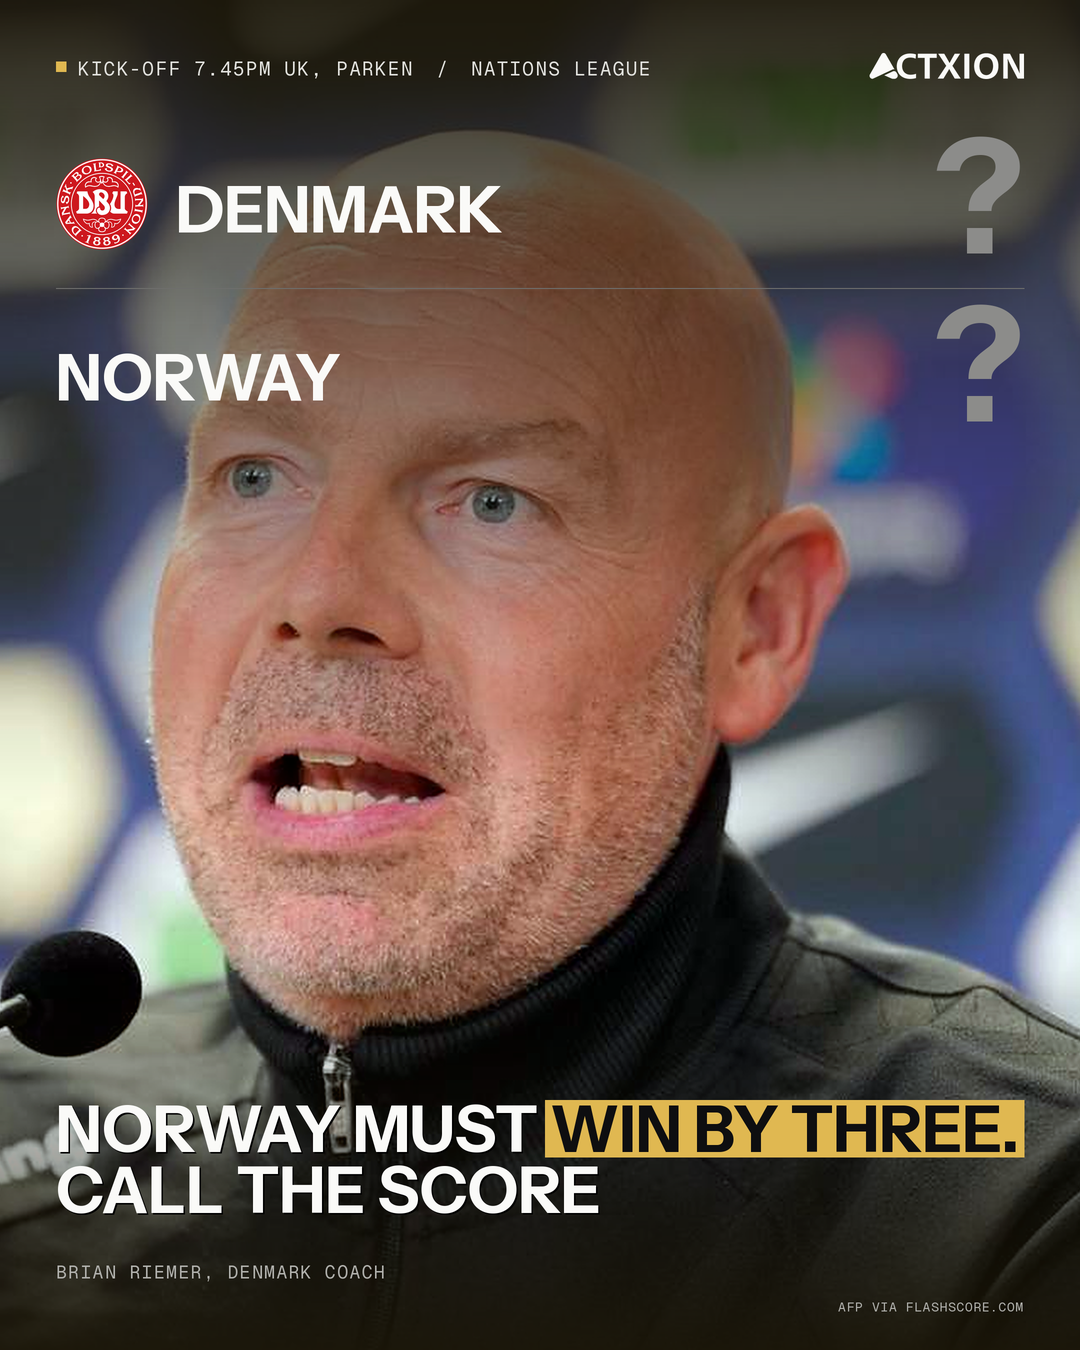 KICK-OFF 7.45PM UK, PARKEN / NATIONS LEAGUE
ACTXION
DANSK BOLDSPIL-UNION
DBU
1889
DENMARK
?
NORWAY
?
NORWAY MUST WIN BY THREE.
CALL THE SCORE
BRIAN RIEMER, DENMARK COACH
AFP VIA FLASHSCORE.COM